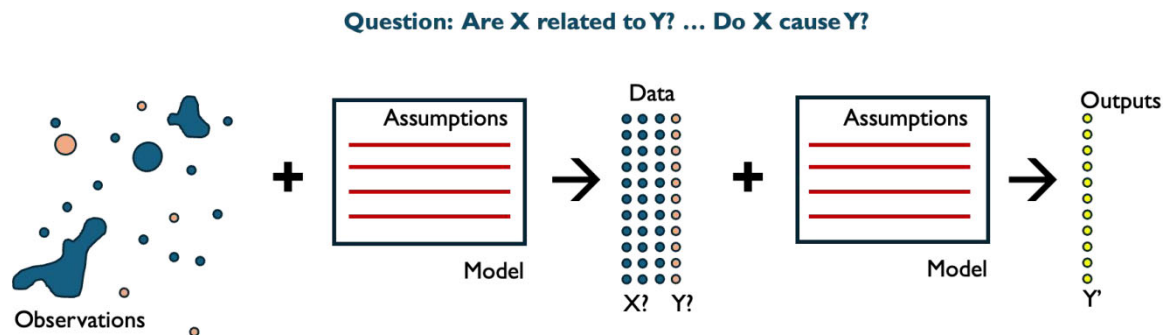 Question: Are X related to Y? ... Do X cause Y?
Data
Outputs
Assumptions
Assumptions
Model
Model
X?
Y?
Y'
Observations